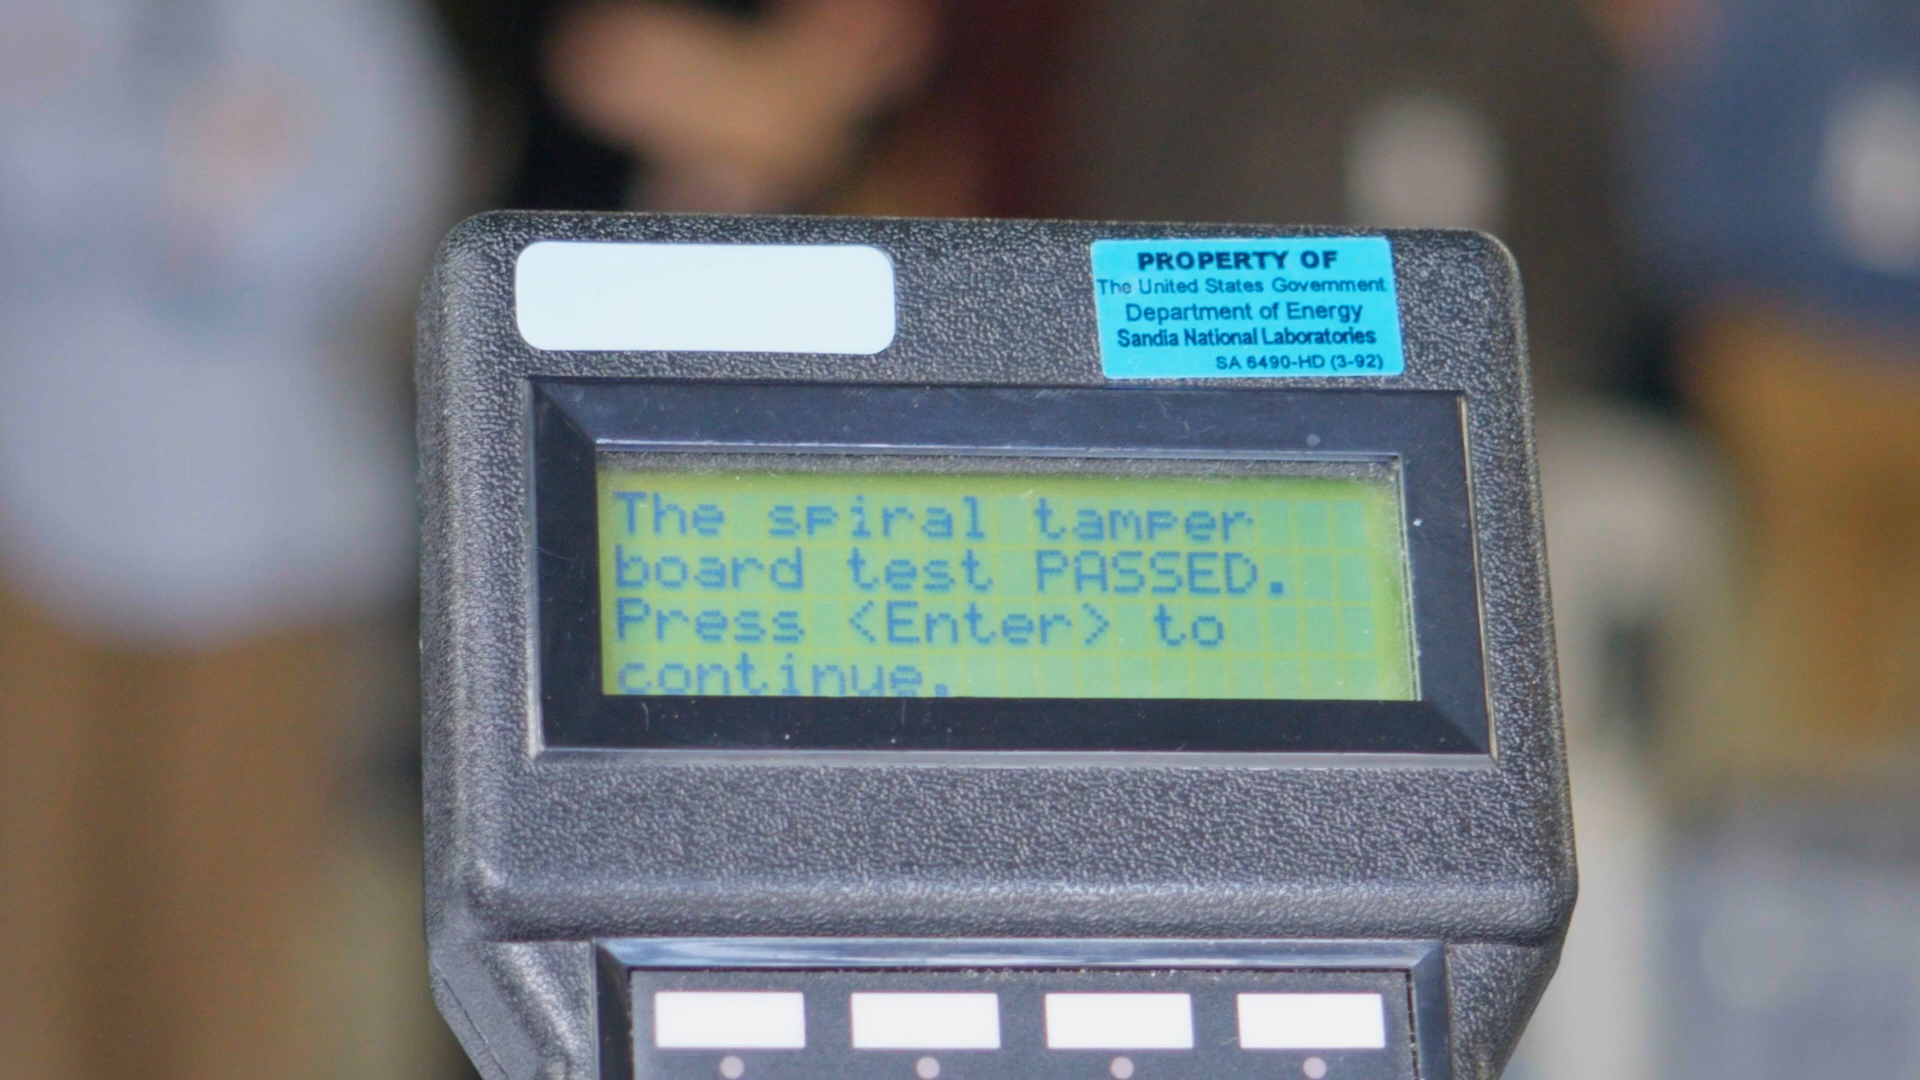 PROPERTY OF
The United States Government
Department of Energy
Sandia National Laboratories
SA 6490-HD (3-92)
The spiral tamper
board test PASSED.
Press <Enter> to
continue.